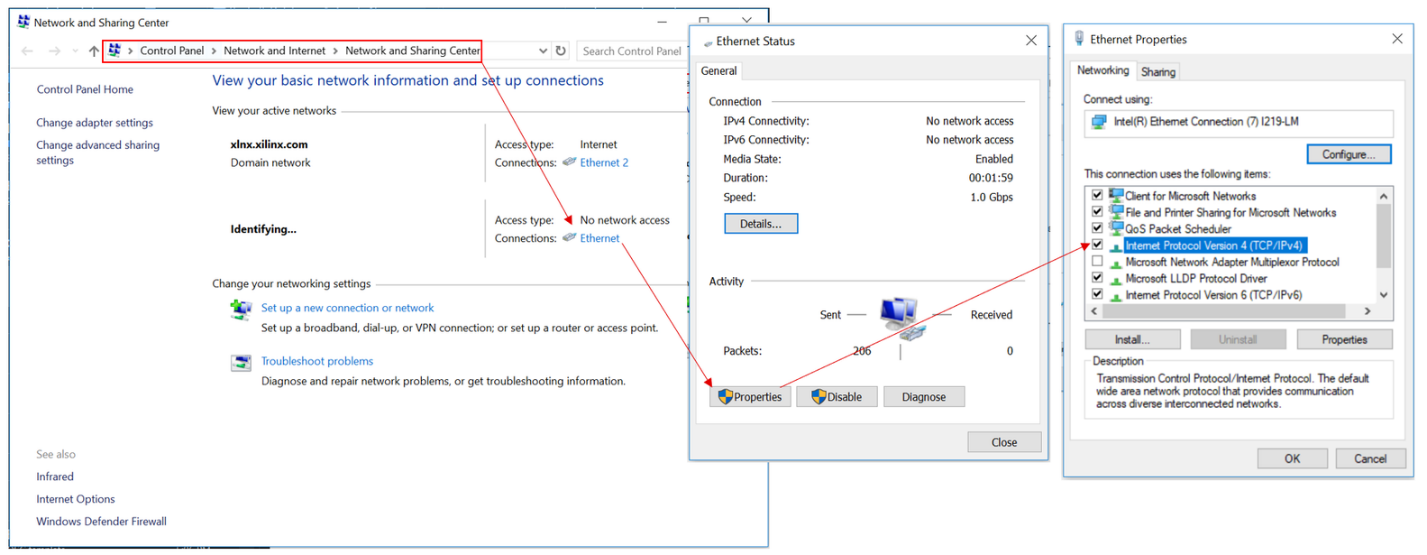 Network and Sharing Center
Control Panel > Network and Internet > Network and Sharing Center
Search Control Panel
Control Panel Home
Change adapter settings
Change advanced sharing
settings
View your basic network information and set up connections
View your active networks
xlnx.xilinx.com
Domain network
Access type: Internet
Connections: Ethernet 2
Identifying...
Access type: No network access
Connections: Ethernet
Change your networking settings
Set up a new connection or network
Set up a broadband, dial-up, or VPN connection; or set up a router or access point.
Troubleshoot problems
Diagnose and repair network problems, or get troubleshooting information.
See also
Infrared
Internet Options
Windows Defender Firewall
Ethernet Status
General
Connection
IPv4 Connectivity: No network access
IPv6 Connectivity: No network access
Media State: Enabled
Duration: 00:01:59
Speed: 1.0 Gbps
Details...
Activity
Sent Received
Packets: 206 0
Properties Disable Diagnose
Close
Ethernet Properties
Networking Sharing
Connect using:
Intel(R) Ethernet Connection (7) I219-LM
Configure...
This connection uses the following items:
Client for Microsoft Networks
File and Printer Sharing for Microsoft Networks
QoS Packet Scheduler
Internet Protocol Version 4 (TCP/IPv4)
Microsoft Network Adapter Multiplexor Protocol
Microsoft LLDP Protocol Driver
Internet Protocol Version 6 (TCP/IPv6)
Install... Uninstall Properties
Description
Transmission Control Protocol/Internet Protocol. The default
wide area network protocol that provides communication
across diverse interconnected networks.
OK Cancel